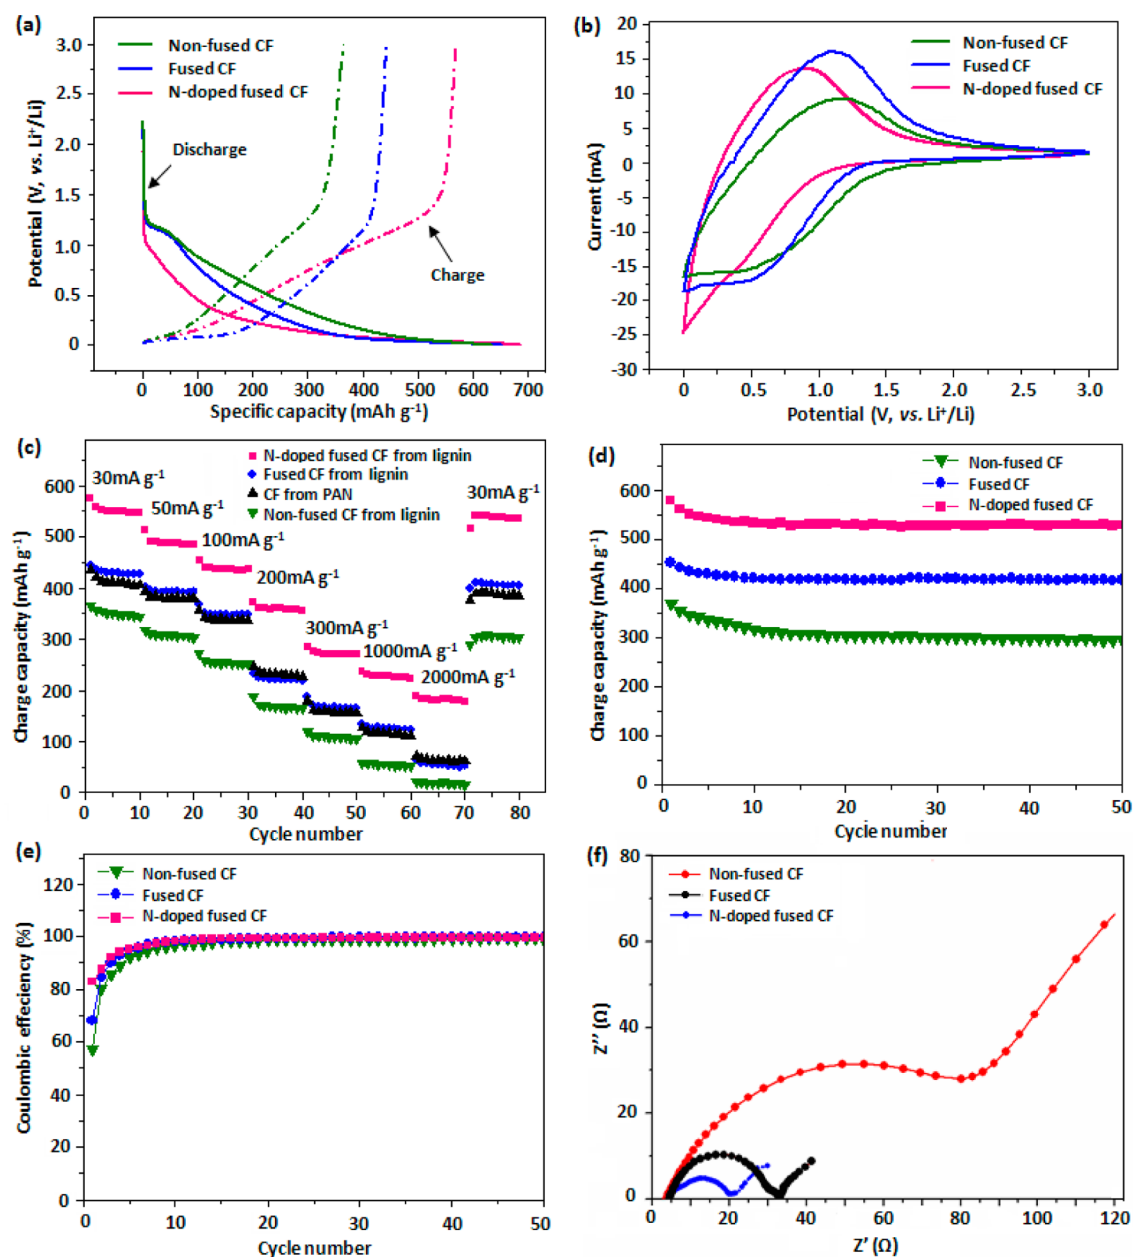 (a)
Non-fused CF
Fused CF
N-doped fused CF
Discharge
Charge
Potential (V, vs. Li⁺/Li)
3.0
2.5
2.0
1.5
1.0
0.5
0
0 100 200 300 400 500 600 700
Specific capacity (mAh g⁻¹)
(b)
Non-fused CF
Fused CF
N-doped fused CF
Current (mA)
20
15
10
5
0
-5
-10
-15
-20
-25
-30
0 0.5 1.0 1.5 2.0 2.5 3.0
Potential (V, vs. Li⁺/Li)
(c)
N-doped fused CF from lignin
Fused CF from lignin
CF from PAN
Non-fused CF from lignin
30mA g⁻¹
50mA g⁻¹
100mA g⁻¹
200mA g⁻¹
300mA g⁻¹
1000mA g⁻¹
2000mA g⁻¹
30mA g⁻¹
Charge capacity (mAh g⁻¹)
600
500
400
300
200
100
0
0 10 20 30 40 50 60 70 80
Cycle number
(d)
Non-fused CF
Fused CF
N-doped fused CF
Charge capacity (mAh g⁻¹)
600
500
400
300
200
100
0
0 10 20 30 40 50
Cycle number
(e)
Non-fused CF
Fused CF
N-doped fused CF
Coulombic effeciency (%)
120
100
80
60
40
20
0
0 10 20 30 40 50
Cycle number
(f)
Non-fused CF
Fused CF
N-doped fused CF
Z′′ (Ω)
80
60
40
20
0
0 20 40 60 80 100 120
Z′ (Ω)